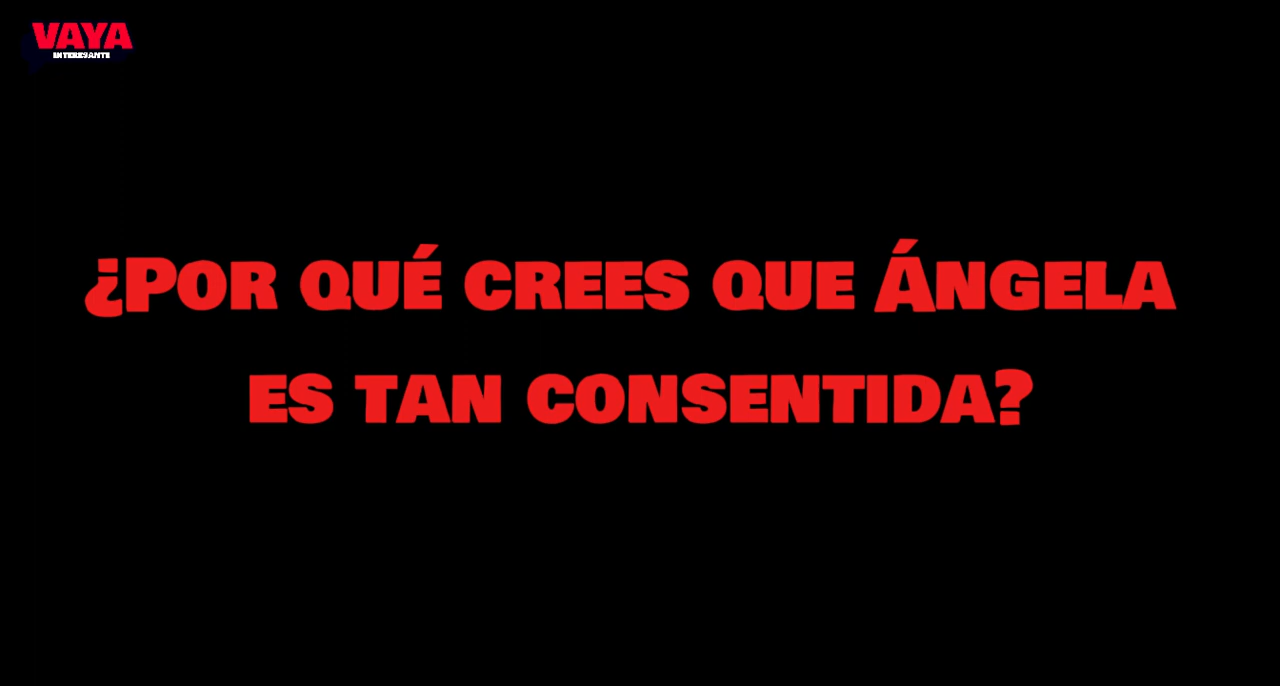 VAYA
INTERESANTE
¿Por qué crees que Ángela
es tan consentida?